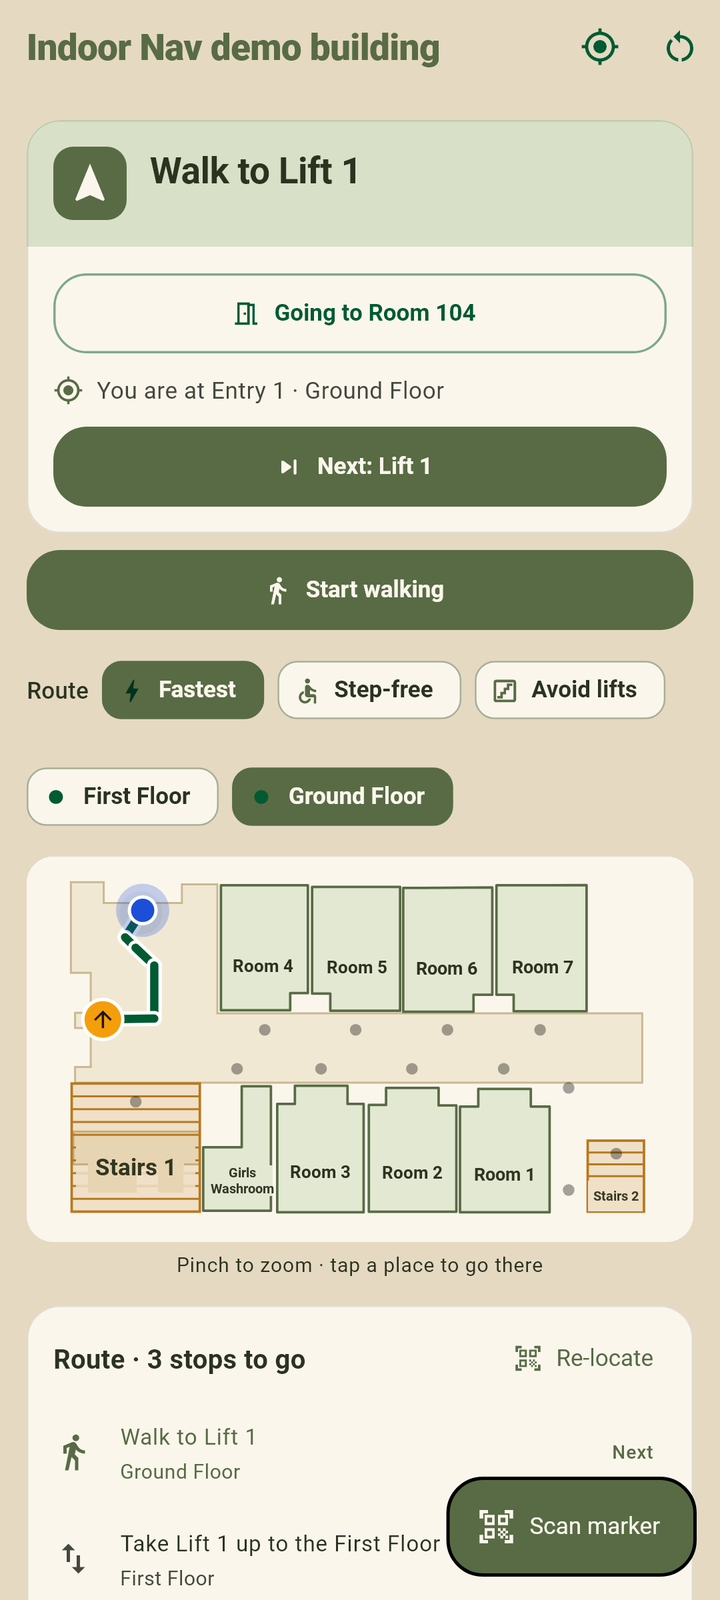 Indoor Nav demo building
Walk to Lift 1
Going to Room 104
You are at Entry 1 · Ground Floor
Next: Lift 1
Start walking
Route
Fastest
Step-free
Avoid lifts
First Floor
Ground Floor
Room 4
Room 5
Room 6
Room 7
Stairs 1
Girls
Washroom
Room 3
Room 2
Room 1
Stairs 2
Pinch to zoom · tap a place to go there
Route · 3 stops to go
Re-locate
Walk to Lift 1
Ground Floor
Next
Scan marker
Take Lift 1 up to the First Floor
First Floor